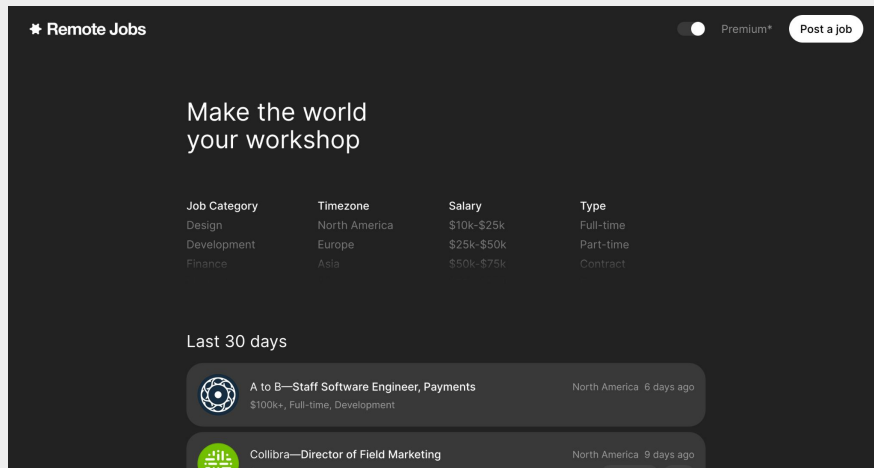 Remote Jobs
Premium*
Post a job
Make the world
your workshop
Job Category
Timezone
Salary
Type
Design
North America
$10k-$25k
Full-time
Development
Europe
$25k-$50k
Part-time
Finance
Asia
$50k-$75k
Contract
Last 30 days
A to B—Staff Software Engineer, Payments
North America 6 days ago
$100k+, Full-time, Development
Collibra—Director of Field Marketing
North America 9 days ago